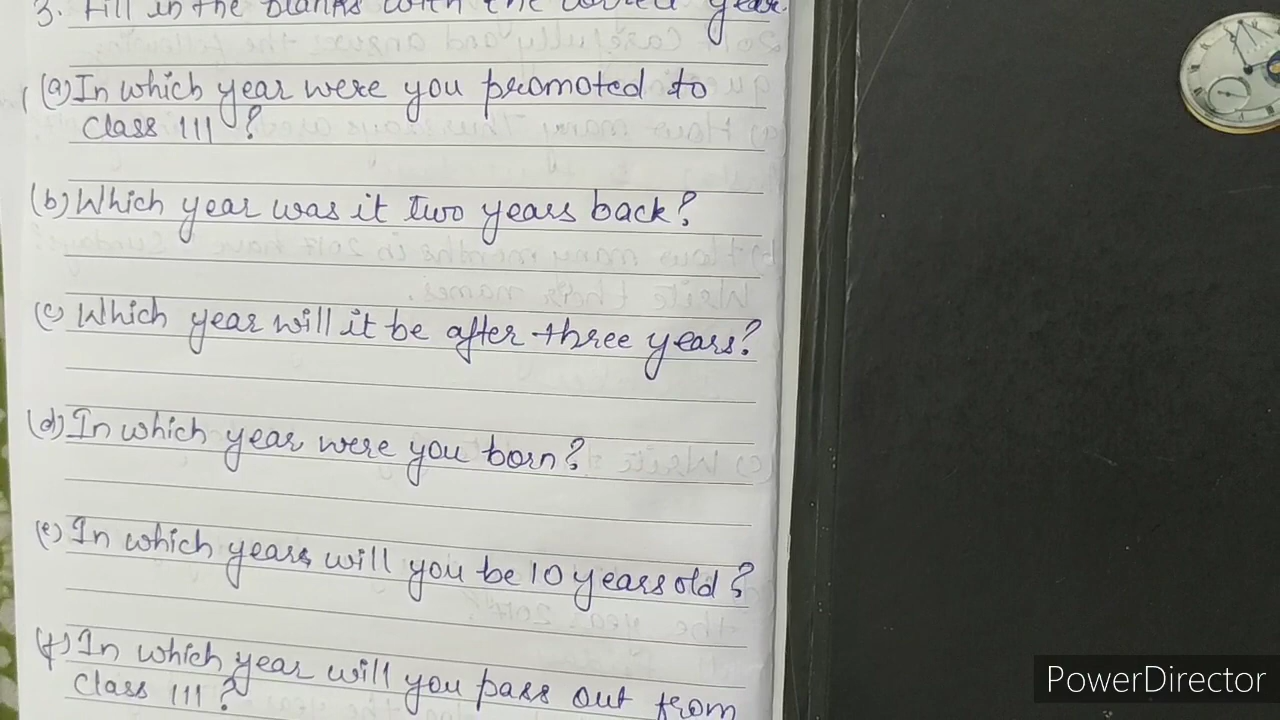 3. Fill in the blanks with the correct year.
(a) In which year were you promoted to
Class III ?
(b) Which year was it two years back?
(c) Which year will it be after three years?
(d) In which year were you born?
(e) In which years will you be 10 years old?
(f) In which year will you pass out from
Class III ?
PowerDirector